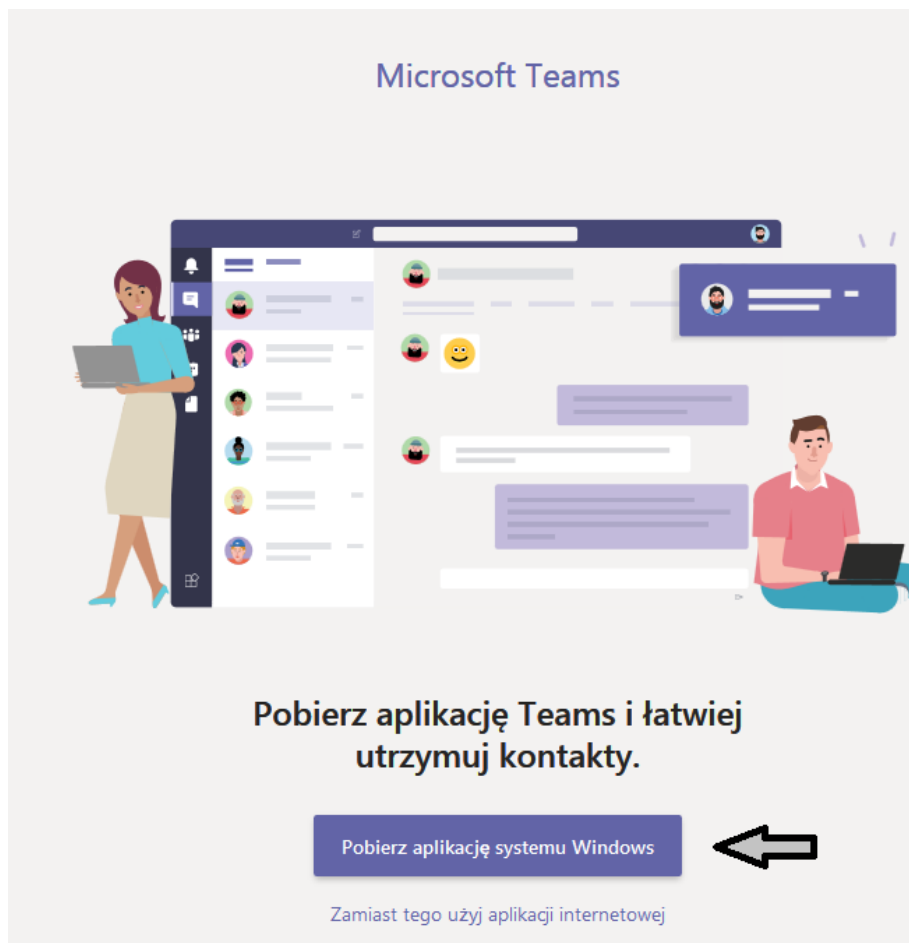 Microsoft Teams
Pobierz aplikację Teams i łatwiej
utrzymuj kontakty.
Pobierz aplikację systemu Windows
Zamiast tego użyj aplikacji internetowej